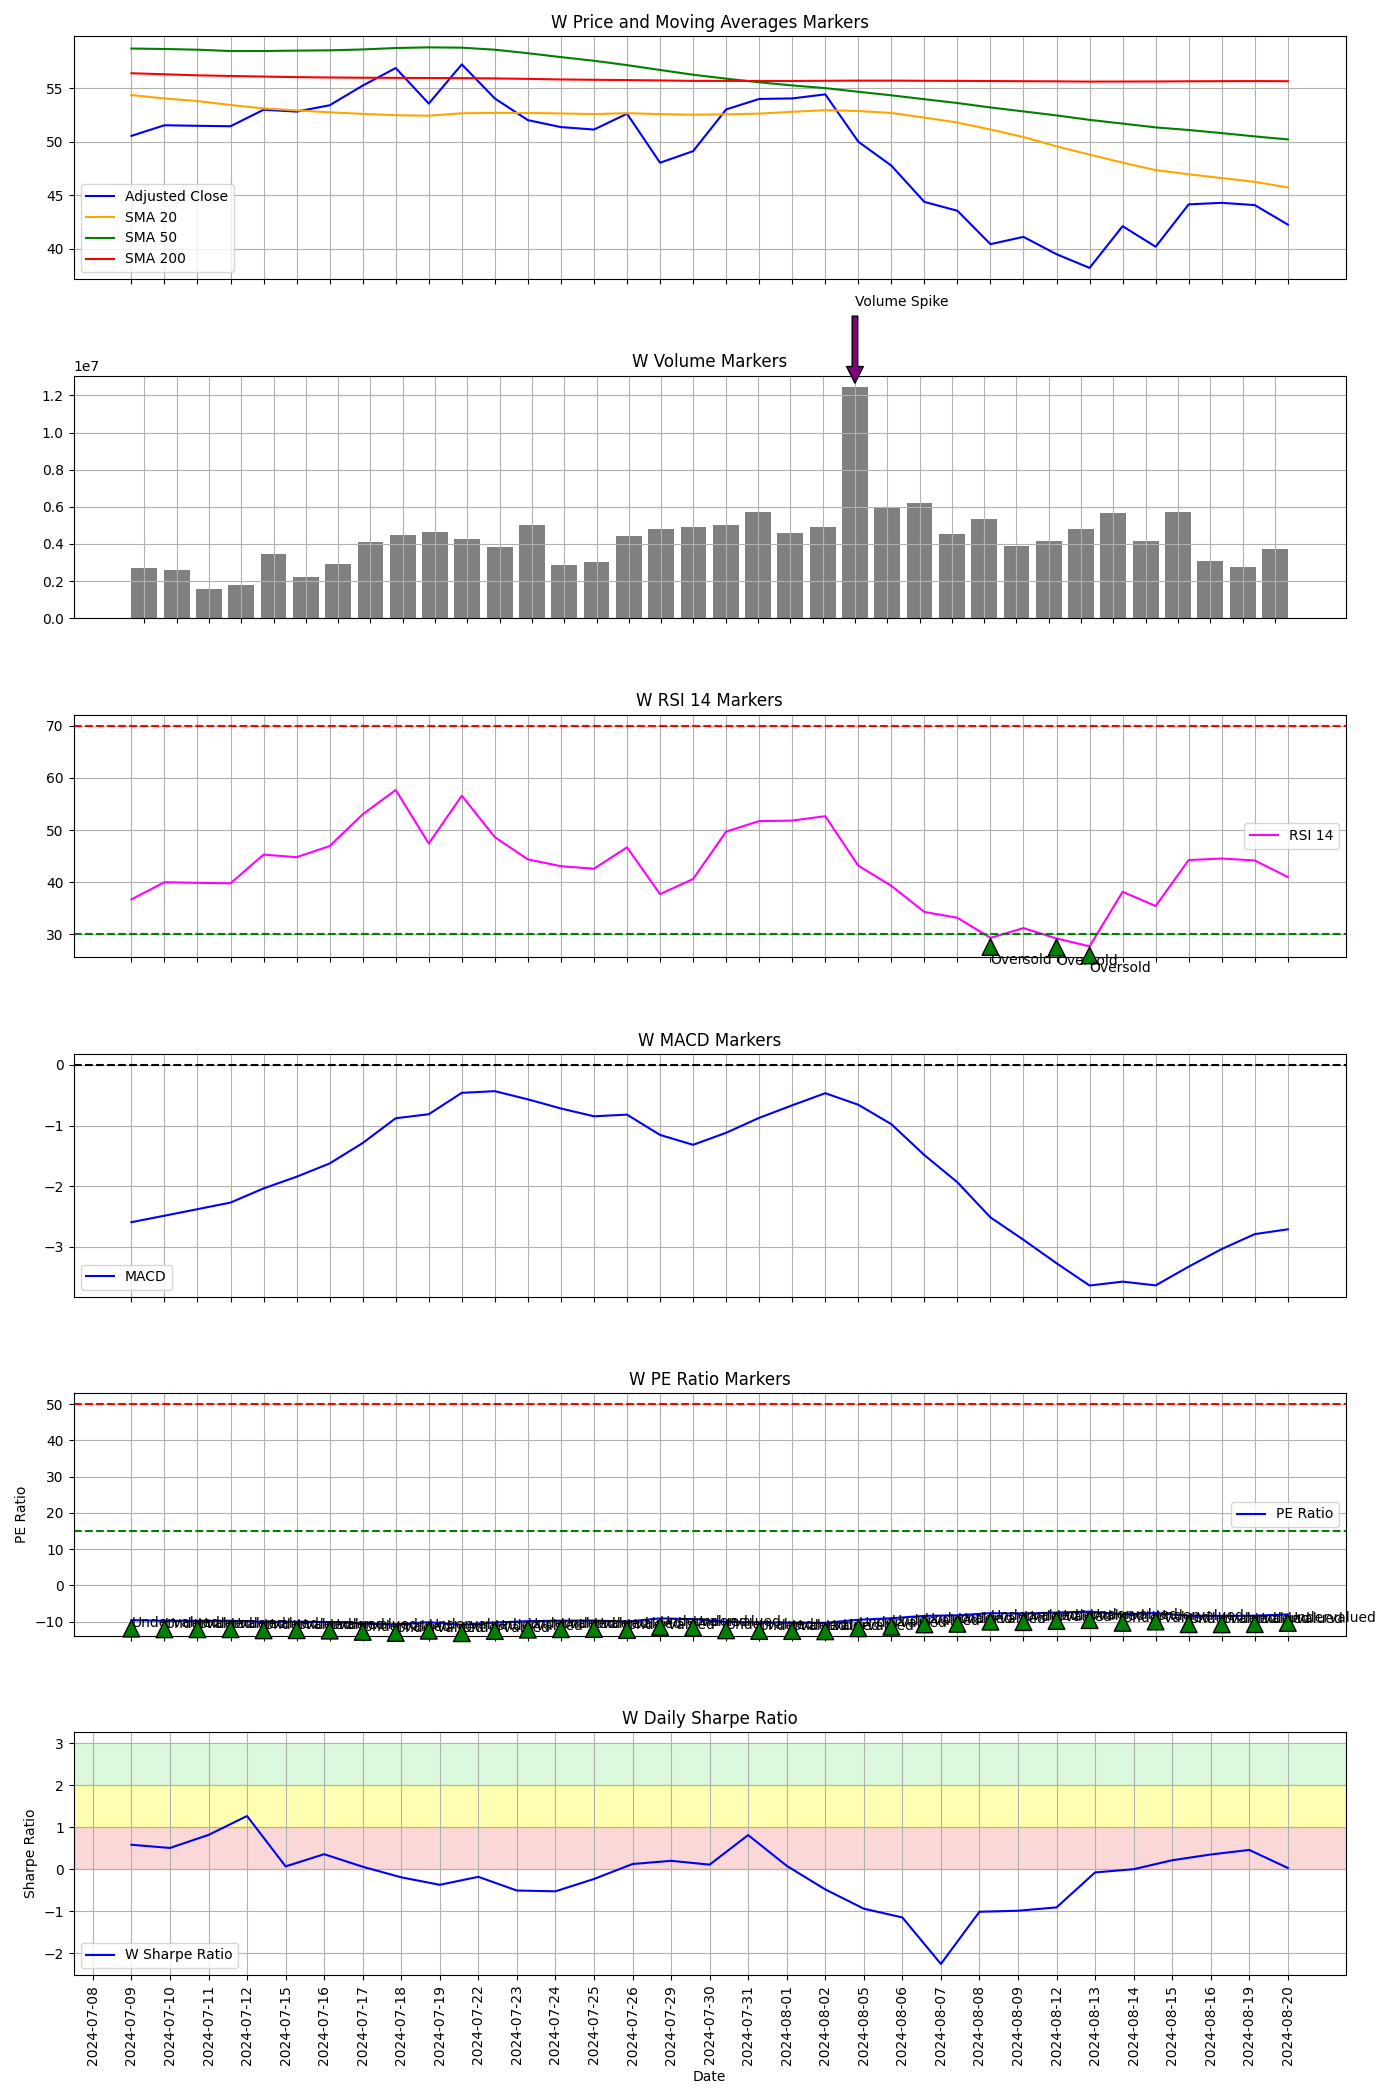 W Price and Moving Averages Markers
55
50
45
40
Adjusted Close
SMA 20
SMA 50
SMA 200
Volume Spike
W Volume Markers
1e7
1.2
1.0
0.8
0.6
0.4
0.2
0.0
W RSI 14 Markers
70
60
50
40
30
RSI 14
Oversold
Oversold
Oversold
W MACD Markers
0
−1
−2
−3
MACD
W PE Ratio Markers
PE Ratio
50
40
30
20
10
0
−10
PE Ratio
Undervalued
W Daily Sharpe Ratio
Sharpe Ratio
3
2
1
0
−1
−2
W Sharpe Ratio
2024-07-08
2024-07-09
2024-07-10
2024-07-11
2024-07-12
2024-07-15
2024-07-16
2024-07-17
2024-07-18
2024-07-19
2024-07-22
2024-07-23
2024-07-24
2024-07-25
2024-07-26
2024-07-29
2024-07-30
2024-07-31
2024-08-01
2024-08-02
2024-08-05
2024-08-06
2024-08-07
2024-08-08
2024-08-09
2024-08-12
2024-08-13
2024-08-14
2024-08-15
2024-08-16
2024-08-19
2024-08-20
Date